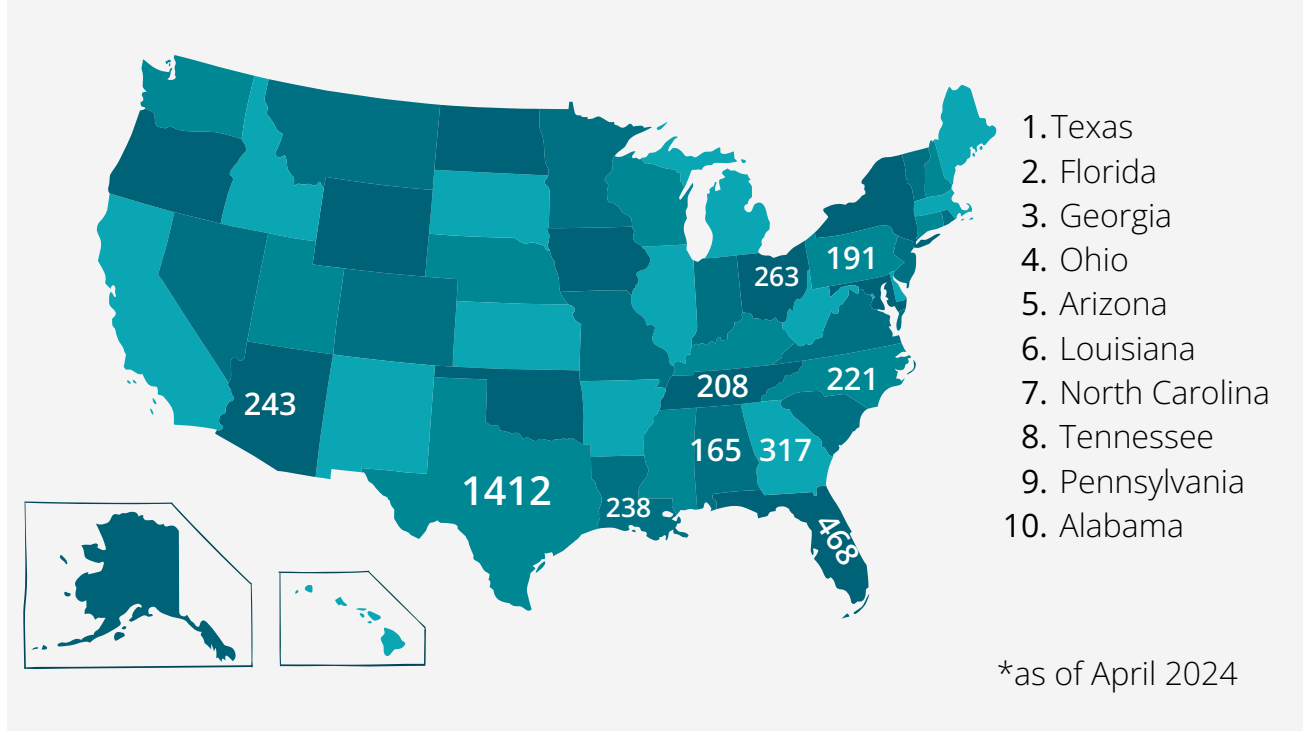 263
191
208
221
243
165
317
1412
238
468
1. Texas
2. Florida
3. Georgia
4. Ohio
5. Arizona
6. Louisiana
7. North Carolina
8. Tennessee
9. Pennsylvania
10. Alabama
*as of April 2024